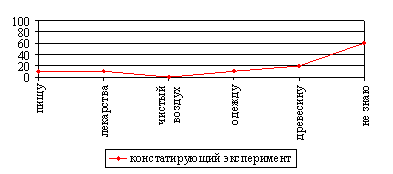 100
80
60
40
20
0
пищу
лекарства
чистый
воздух
одежду
древесину
не знаю
констатирующий эксперимент